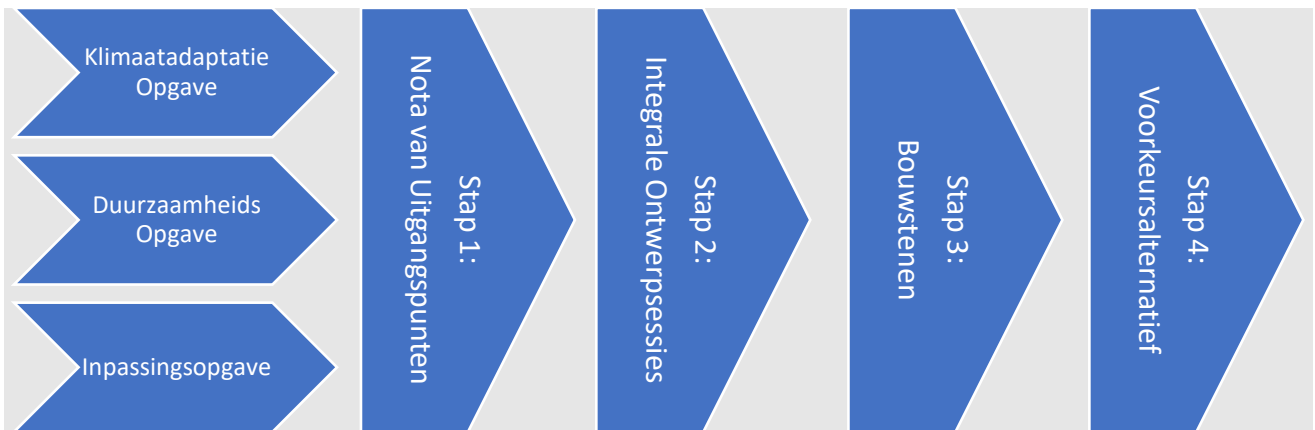 Klimaatadaptatie
Opgave
Duurzaamheids
Opgave
Inpassingsopgave
Stap 1:
Nota van Uitgangspunten
Stap 2:
Integrale Ontwerpsessies
Stap 3:
Bouwstenen
Stap 4:
Voorkeursalternatief